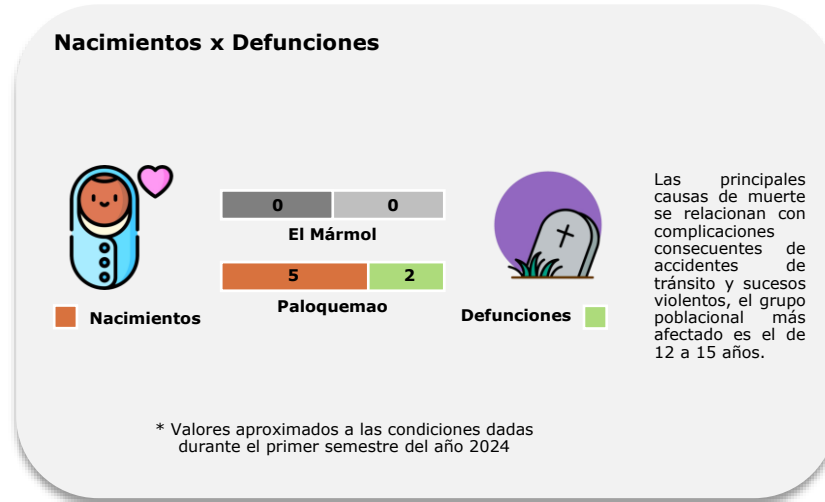 Nacimientos x Defunciones
0 0
El Mármol
5 2
Paloquemao
Nacimientos
Defunciones
Las principales
causas de muerte
se relacionan con
complicaciones
consecuentes de
accidentes de
tránsito y sucesos
violentos, el grupo
poblacional más
afectado es el de
12 a 15 años.
* Valores aproximados a las condiciones dadas
durante el primer semestre del año 2024